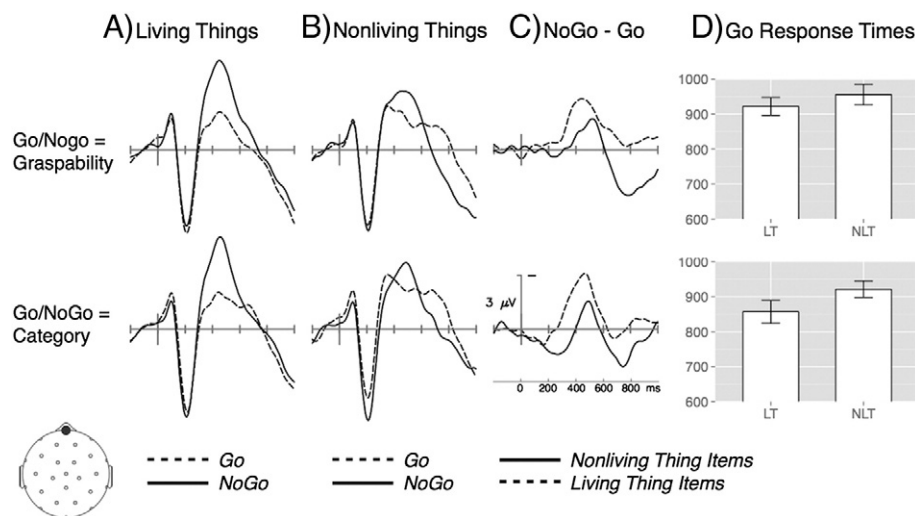 A) Living Things
B) Nonliving Things
C) NoGo - Go
D) Go Response Times
Go/Nogo =
Graspability
1000
900
800
700
600
LT NLT
Go/NoGo =
Category
3 μV
0 200 400 600 800 ms
1000
900
800
700
600
LT NLT
Go
NoGo
Go
NoGo
Nonliving Thing Items
Living Thing Items